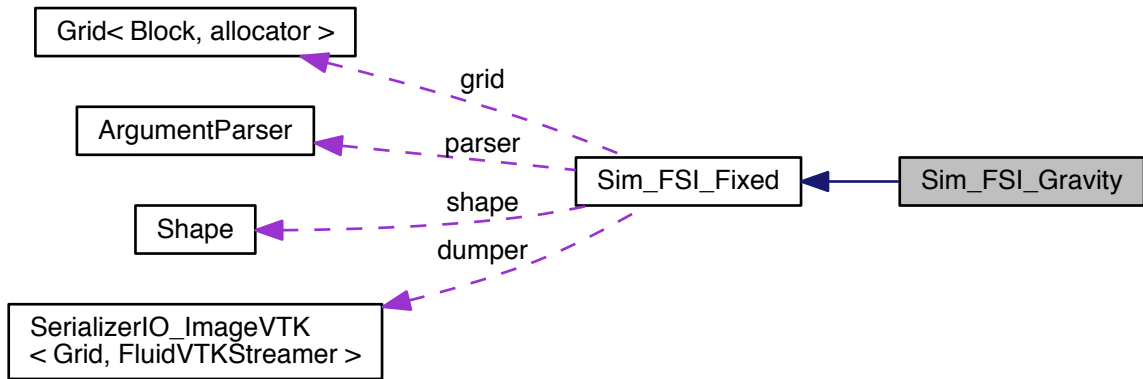 Grid< Block, allocator >
grid
ArgumentParser
parser
Sim_FSI_Fixed
Sim_FSI_Gravity
shape
Shape
dumper
SerializerIO_ImageVTK
< Grid, FluidVTKStreamer >